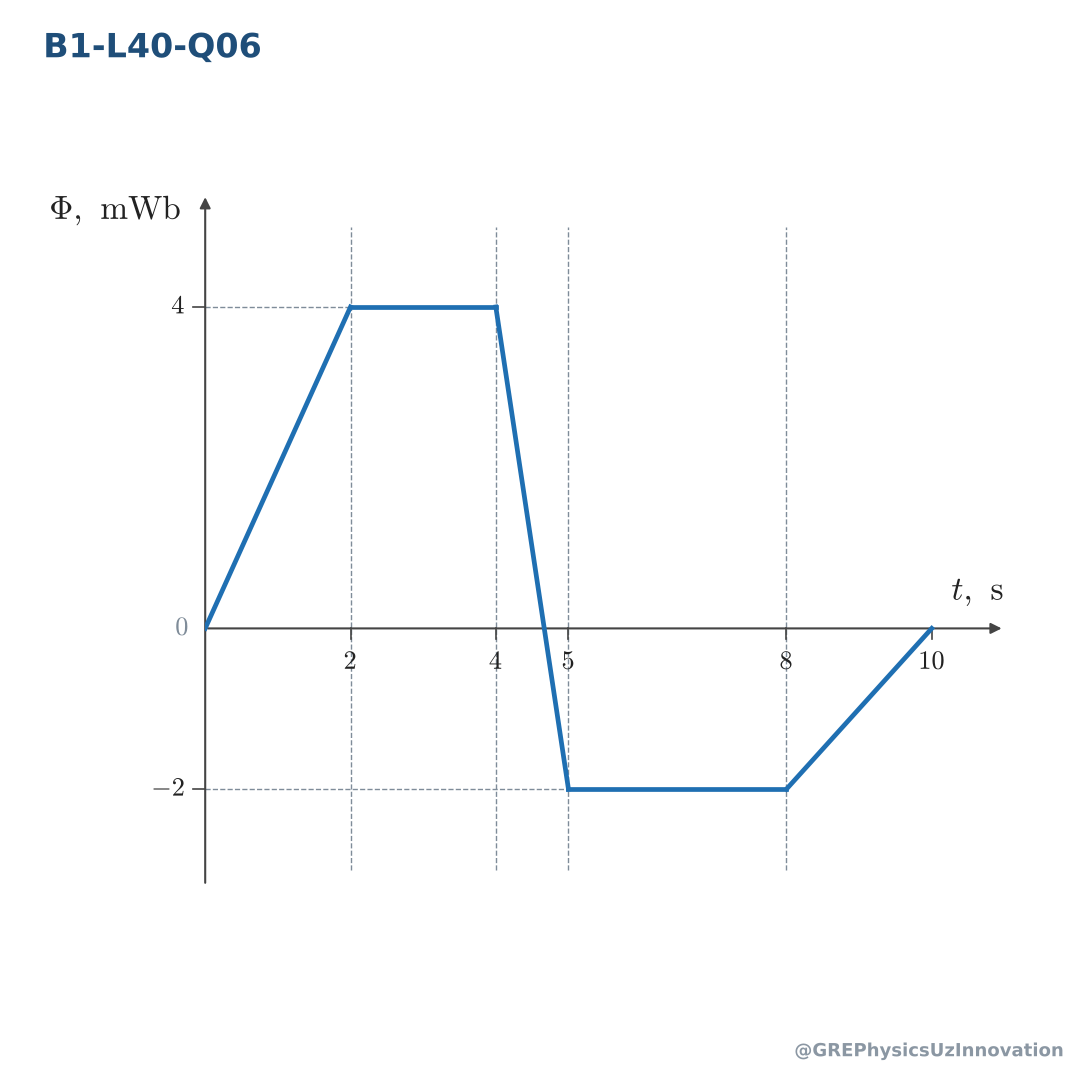 B1-L40-Q06
Φ, mWb
4
t, s
0
2 4 5 8 10
−2
@GREPhysicsUzInnovation